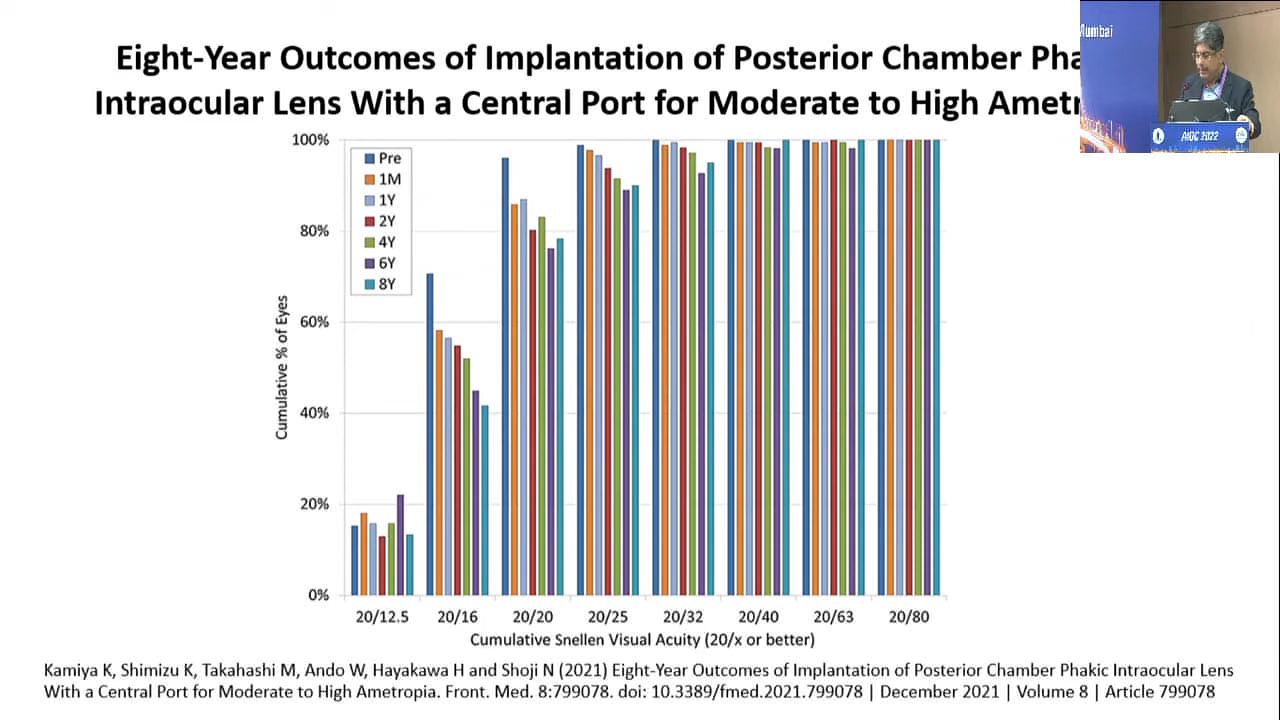 Eight-Year Outcomes of Implantation of Posterior Chamber Pha
Intraocular Lens With a Central Port for Moderate to High Ametr
Mumbai
AIOC 2022
100%
80%
60%
40%
20%
0%
Cumulative % of Eyes
Pre
1M
1Y
2Y
4Y
6Y
8Y
20/12.5 20/16 20/20 20/25 20/32 20/40 20/63 20/80
Cumulative Snellen Visual Acuity (20/x or better)
Kamiya K, Shimizu K, Takahashi M, Ando W, Hayakawa H and Shoji N (2021) Eight-Year Outcomes of Implantation of Posterior Chamber Phakic Intraocular Lens
With a Central Port for Moderate to High Ametropia. Front. Med. 8:799078. doi: 10.3389/fmed.2021.799078 | December 2021 | Volume 8 | Article 799078